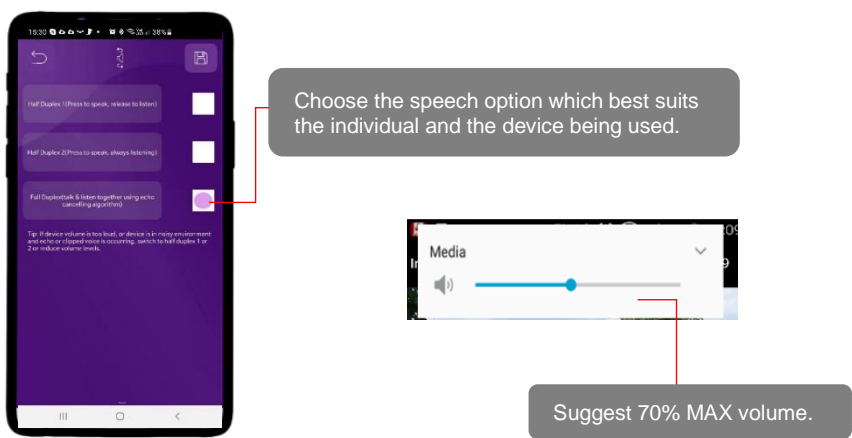 15:30 38%
Half Duplex 1(Press to speak, release to listen)
Half Duplex 2(Press to speak, always listening)
Full Duplex(talk & listen together using echo
cancelling algorithm)
Tip: If device volume is too loud, or device is in noisy environment
and echo or clipped voice is occurring, switch to half duplex 1 or
2 or reduce volume levels.
Choose the speech option which best suits
the individual and the device being used.
Media
Suggest 70% MAX volume.